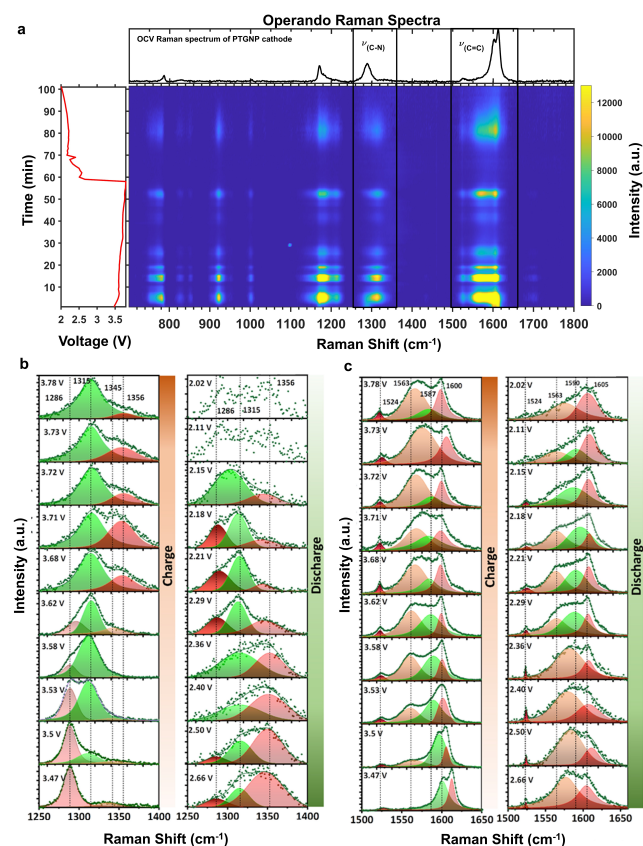 Operando Raman Spectra
a
OCV Raman spectrum of PTGNP cathode
ν(C-N)
ν(C=C)
100
90
80
70
60
50
40
30
20
10
Time (min)
2 2.5 3.5
Voltage (V)
700 800 900 1000 1100 1200 1300 1400 1500 1600 1700 1800
Raman Shift (cm-1)
12000
10000
8000
6000
4000
2000
0
Intensity (a.u.)
b
3.78 V
1286
1315
1345
1356
3.73 V
3.72 V
3.71 V
3.68 V
3.62 V
3.58 V
3.53 V
3.5 V
3.47 V
1250 1300 1350 1400
Charge
2.02 V
1286
1315
1356
2.11 V
2.15 V
2.18 V
2.21 V
2.29 V
2.36 V
2.40 V
2.50 V
2.66 V
1250 1300 1350 1400
Discharge
Intensity (a.u.)
Raman Shift (cm-1)
c
3.78 V
1524
1563
1587
1600
3.73 V
3.72 V
3.71 V
3.68 V
3.62 V
3.58 V
3.53 V
3.5 V
3.47 V
1500 1550 1600 1650
Charge
2.02 V
1524
1563
1590
1605
2.11 V
2.15 V
2.18 V
2.21 V
2.29 V
2.36 V
2.40 V
2.50 V
2.66 V
1500 1550 1600 1650
Discharge
Intensity (a.u.)
Raman Shift (cm-1)